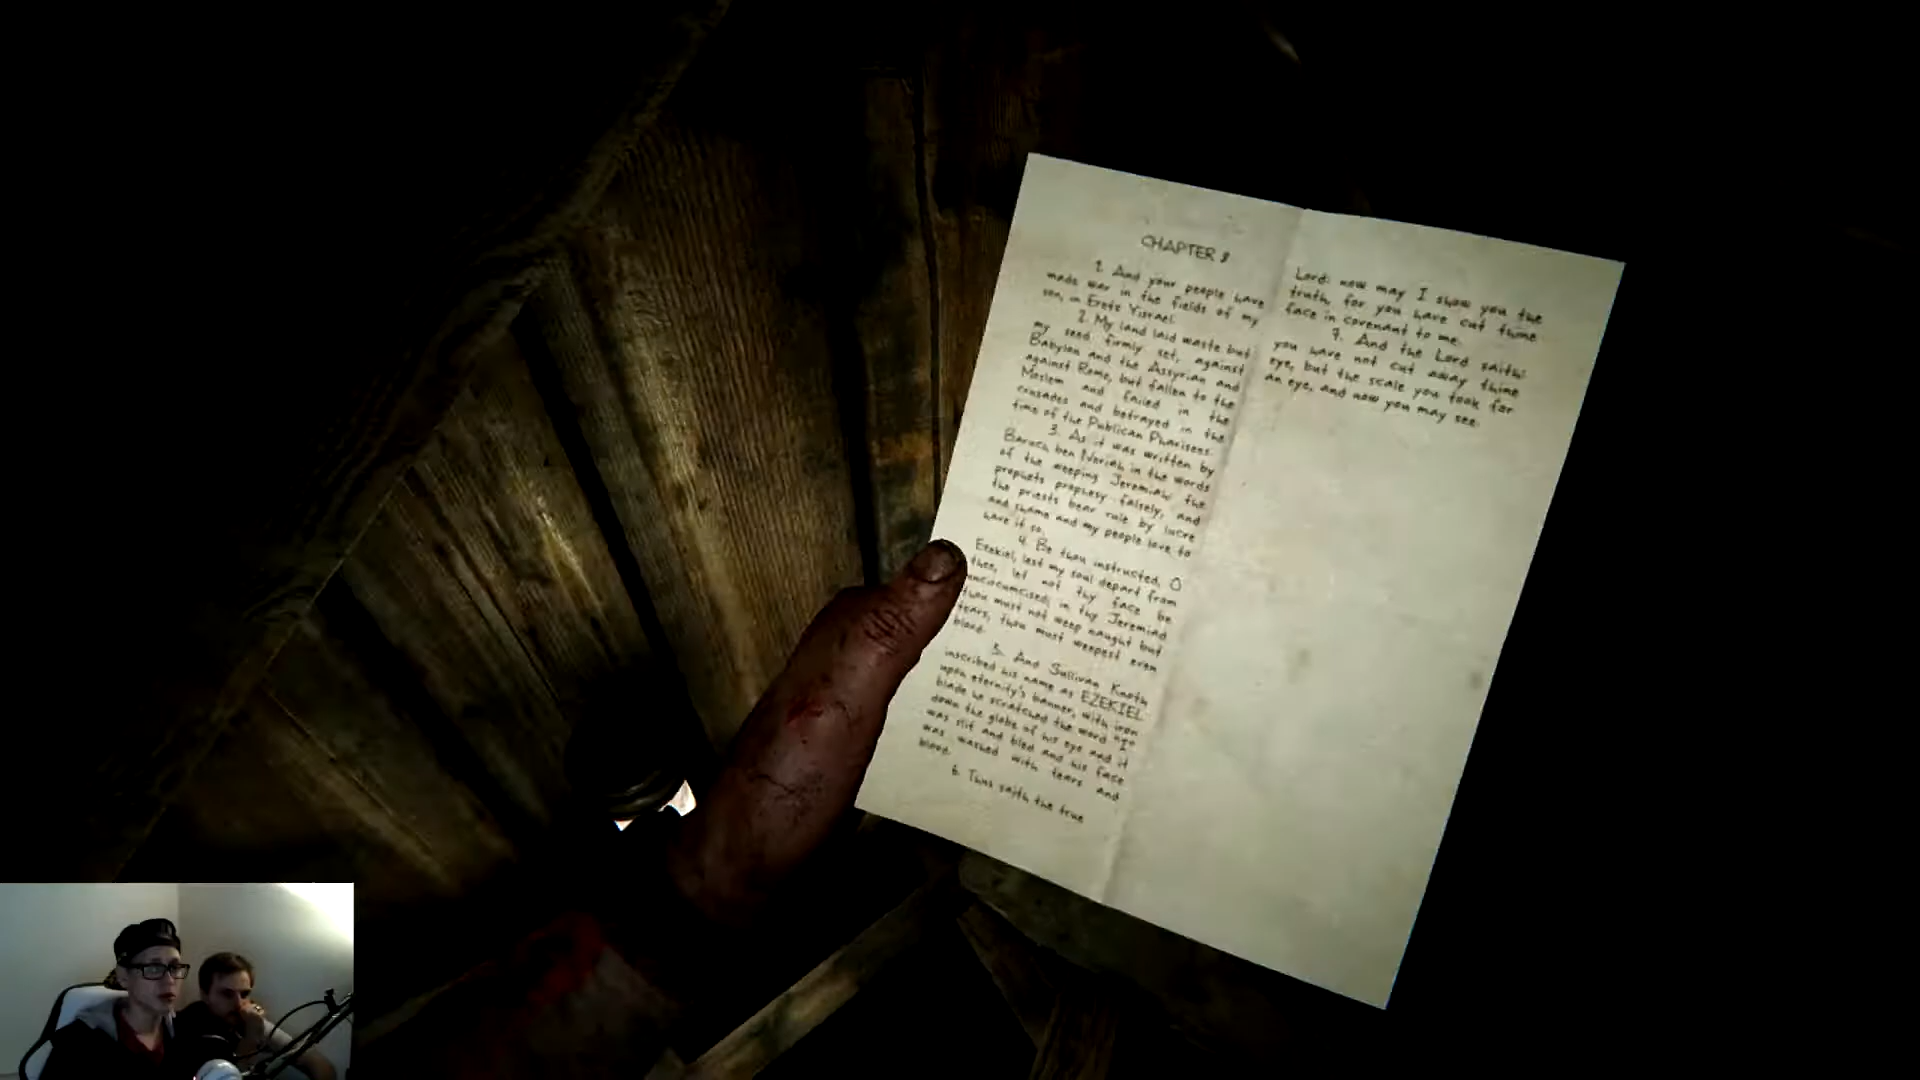 CHAPTER 8
1. And your people have
made war in the fields of my
son, in Eretz Yisrael.
2. My land laid waste but
my seed firmly set, against
Babylon and the Assyrian and
against Rome, but fallen to the
Moslem and failed in the
crusades and betrayed in the
time of the Publican Pharisees.
3. As it was written by
Baruch ben Neriah in the words
of the weeping Jeremiah: the
prophets prophesy falsely, and
the priests bear rule by lucre
and shame and my people love to
have it so.
4. Be thou instructed, O
Ezekiel, lest my soul depart from
thee, let not thy face be
uncircumcised; in thy Jeremiad
thou must not weep naught but
tears, thou must weepest even
blood.
5. And Sullivan Knoth
inscribed his name as EZEKIEL
upon eternity's banner, with iron
blade he scratched the word
down the globe of his eye and it
was slit and bled and his face
was washed with tears and
blood.
6. Thus saith the true
Lord: now may I show you the
truth, for you have cut thine
face in covenant to me.
7. And the Lord saith:
you have not cut away thine
eye, but the scale you took for
an eye, and now you may see.